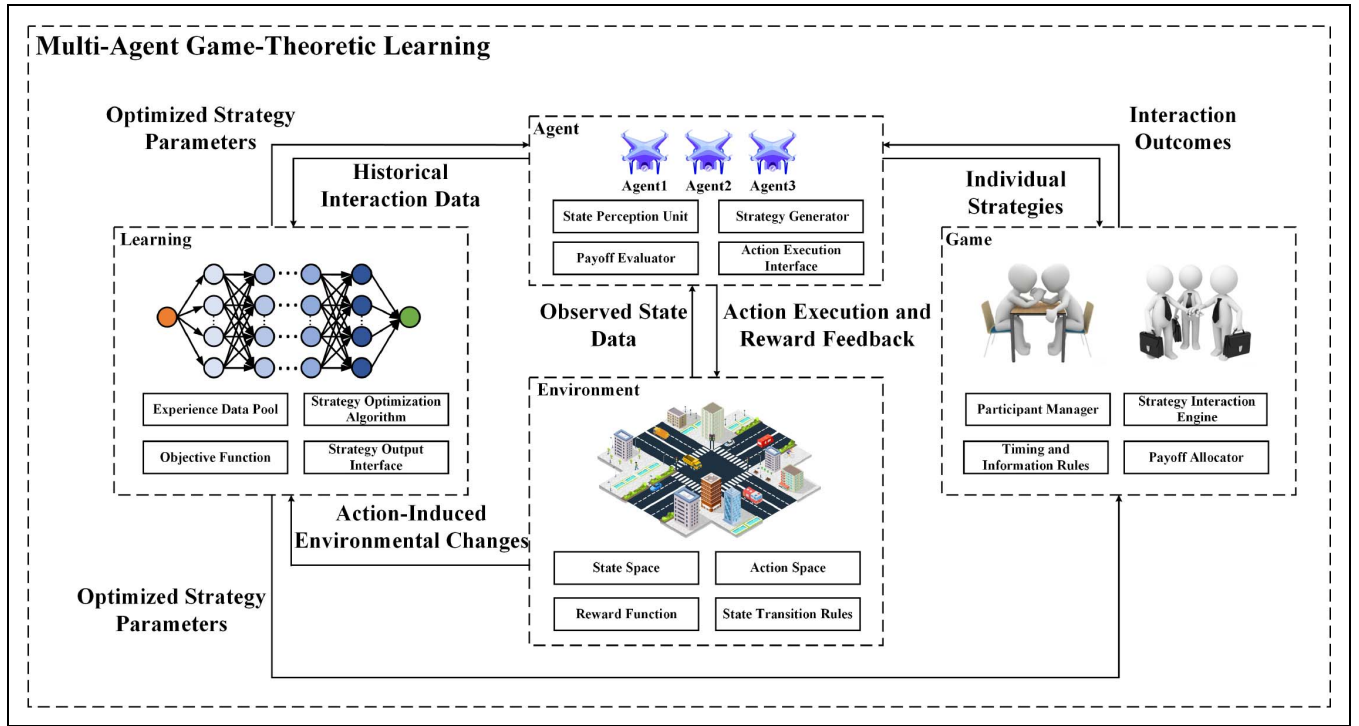 Multi-Agent Game-Theoretic Learning
Optimized Strategy
Parameters
Historical
Interaction Data
Agent
Agent1
Agent2
Agent3
State Perception Unit
Strategy Generator
Payoff Evaluator
Action Execution
Interface
Interaction
Outcomes
Individual
Strategies
Learning
Experience Data Pool
Strategy Optimization
Algorithm
Objective Function
Strategy Output
Interface
Observed State
Data
Action Execution and
Reward Feedback
Game
Participant Manager
Strategy Interaction
Engine
Timing and
Information Rules
Payoff Allocator
Environment
State Space
Action Space
Reward Function
State Transition Rules
Action-Induced
Environmental Changes
Optimized Strategy
Parameters